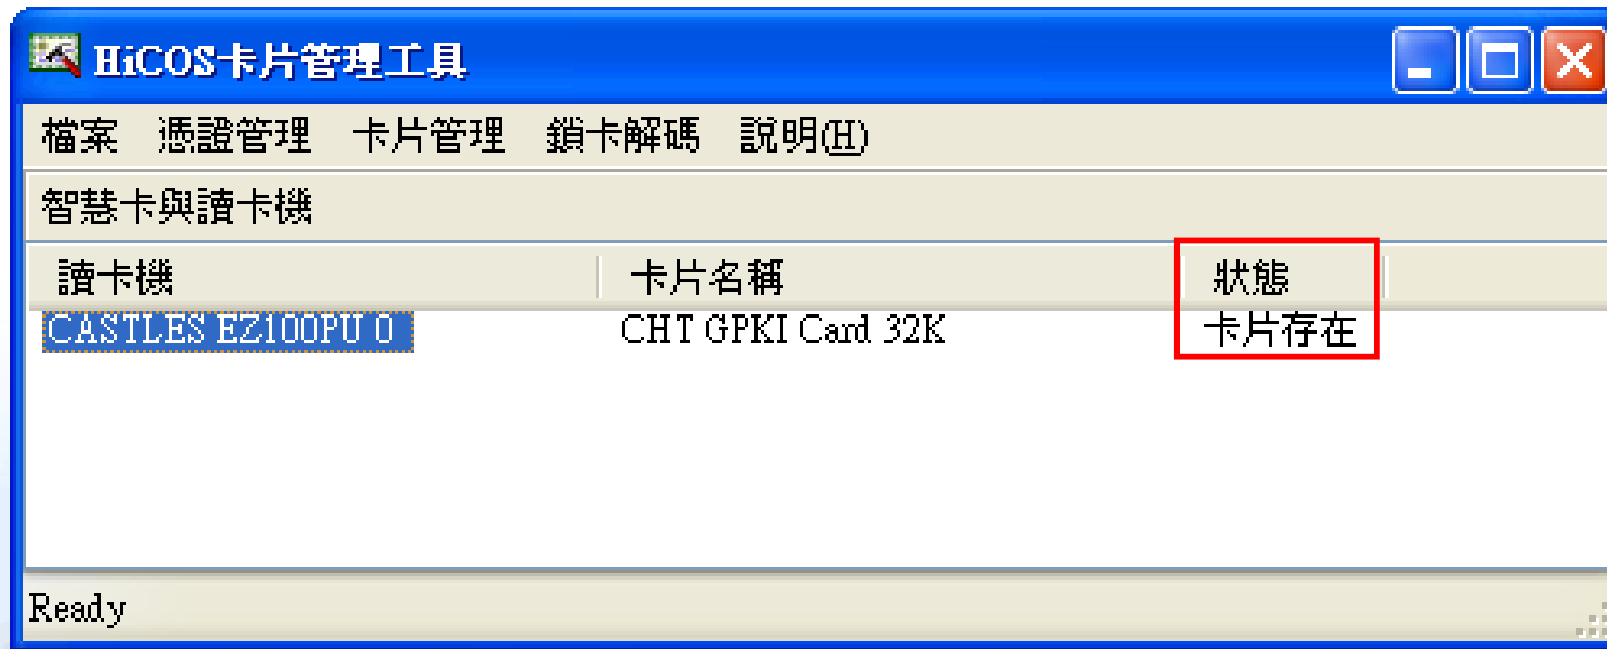 HiCOS卡片管理工具
檔案 憑證管理 卡片管理 鎖卡解碼 說明(H)
智慧卡與讀卡機
讀卡機 卡片名稱 狀態
CASTLES EZ100PU 0 CHT GPKI Card 32K 卡片存在
Ready